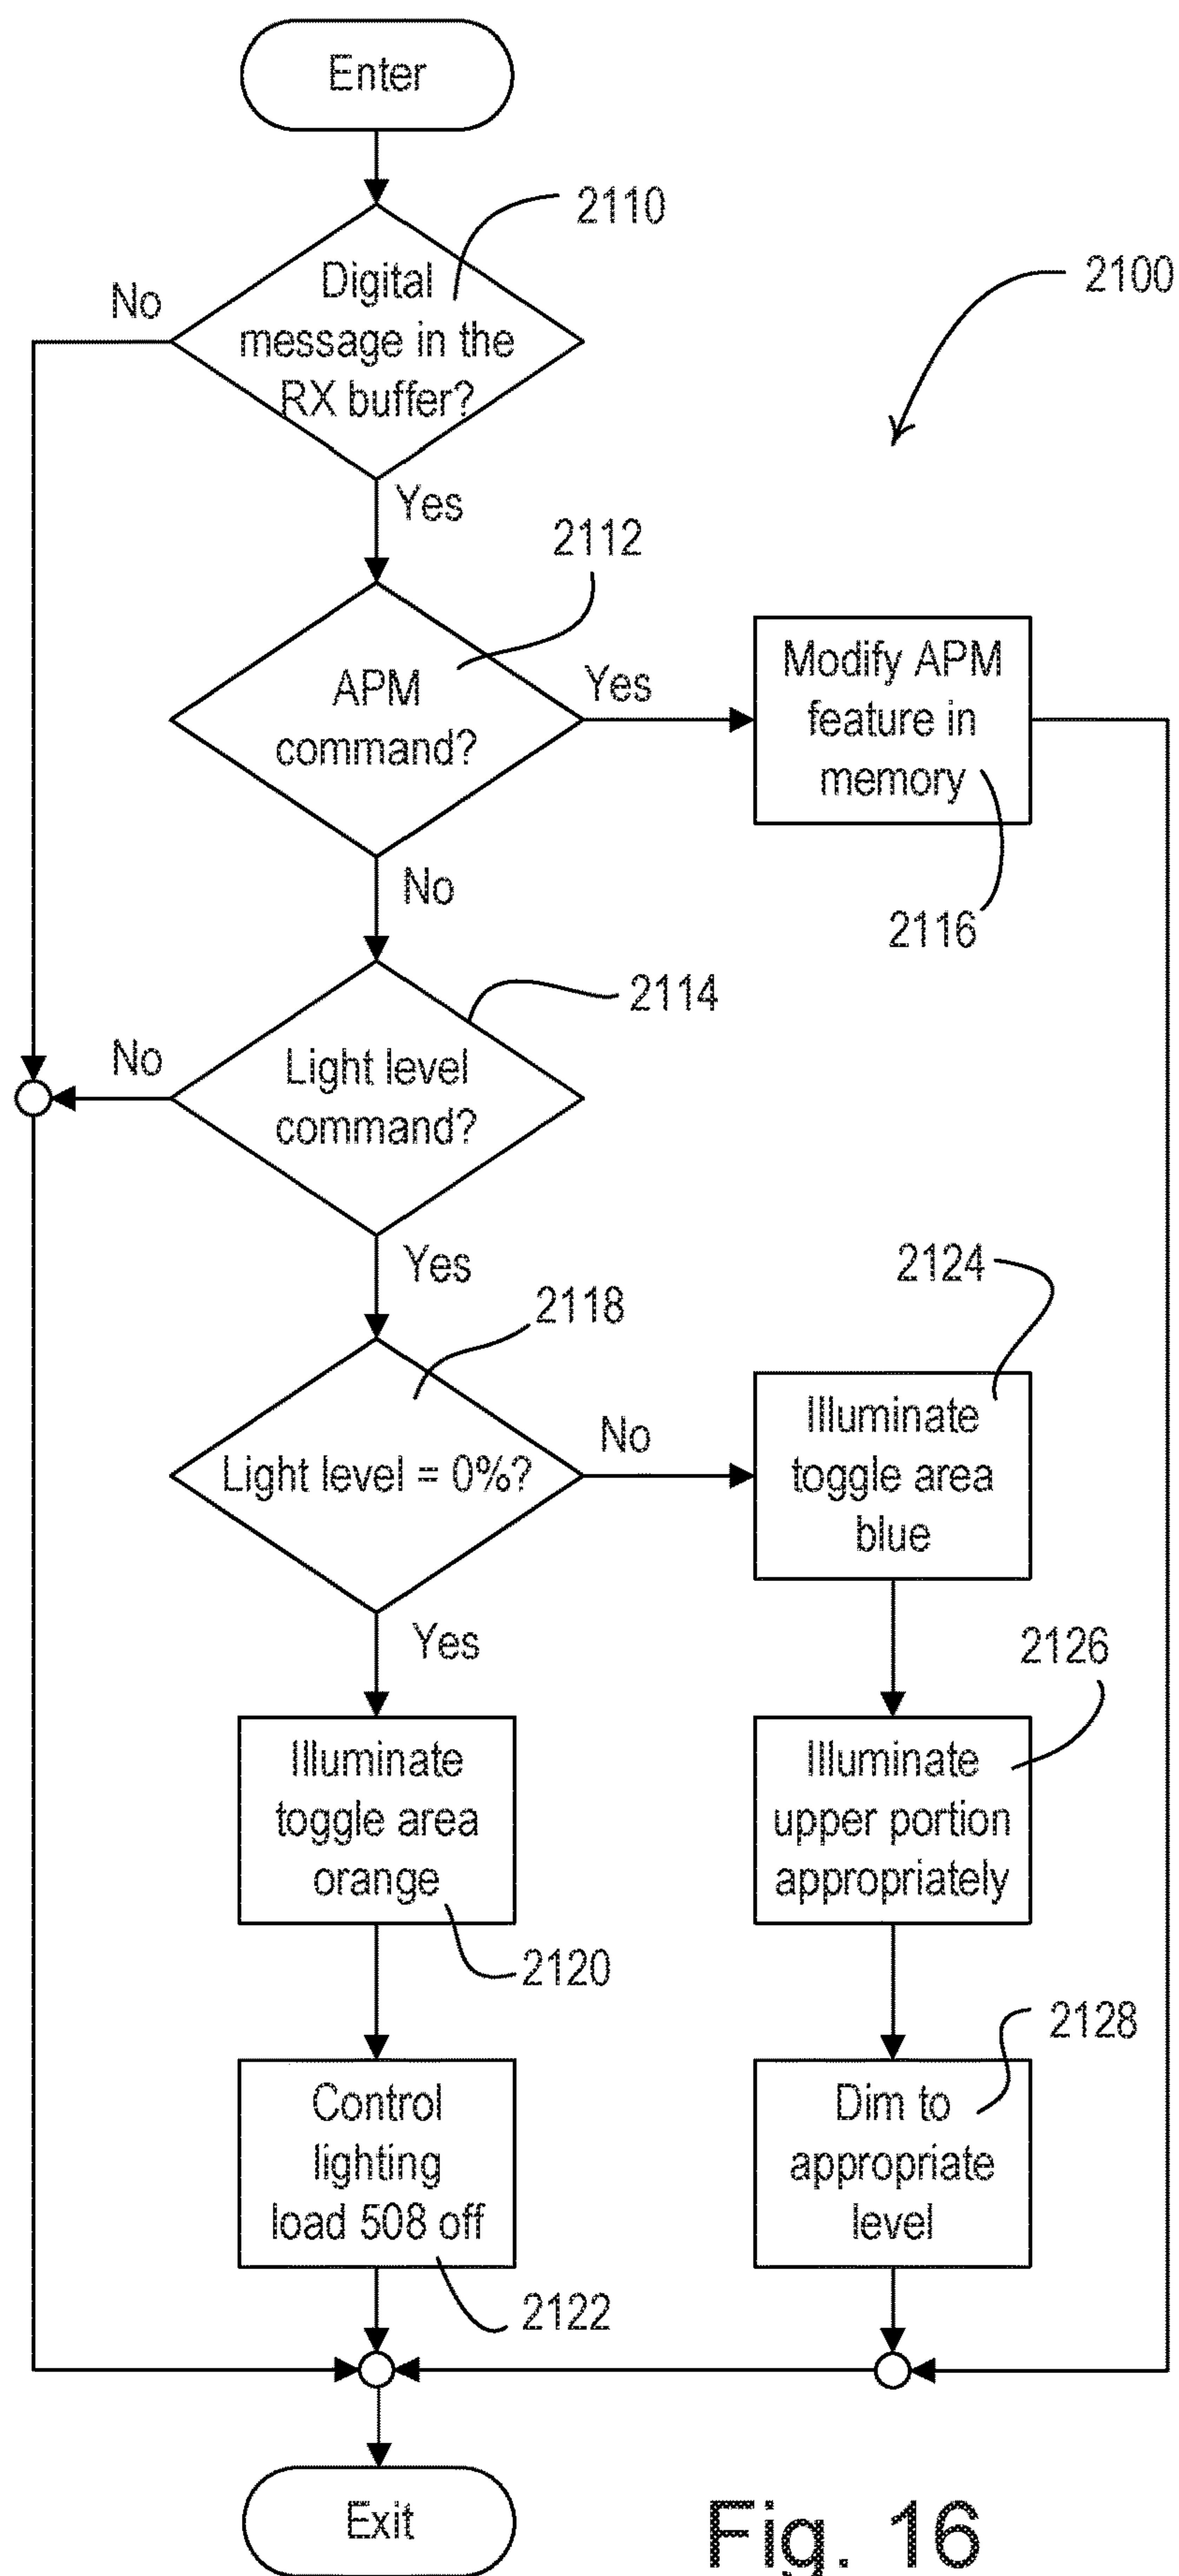 Enter
2110
2100
No
Digital
message in the
RX buffer?
Yes
2112
APM
command?
Yes
Modify APM
feature in
memory
2116
No
2114
No
Light level
command?
Yes
2124
2118
Light level = 0%?
No
Illuminate
toggle area
blue
Yes
2126
Illuminate
toggle area
orange
Illuminate
upper portion
appropriately
2120
2128
Control
lighting
load 508 off
Dim to
appropriate
level
2122
Exit
Fig. 16